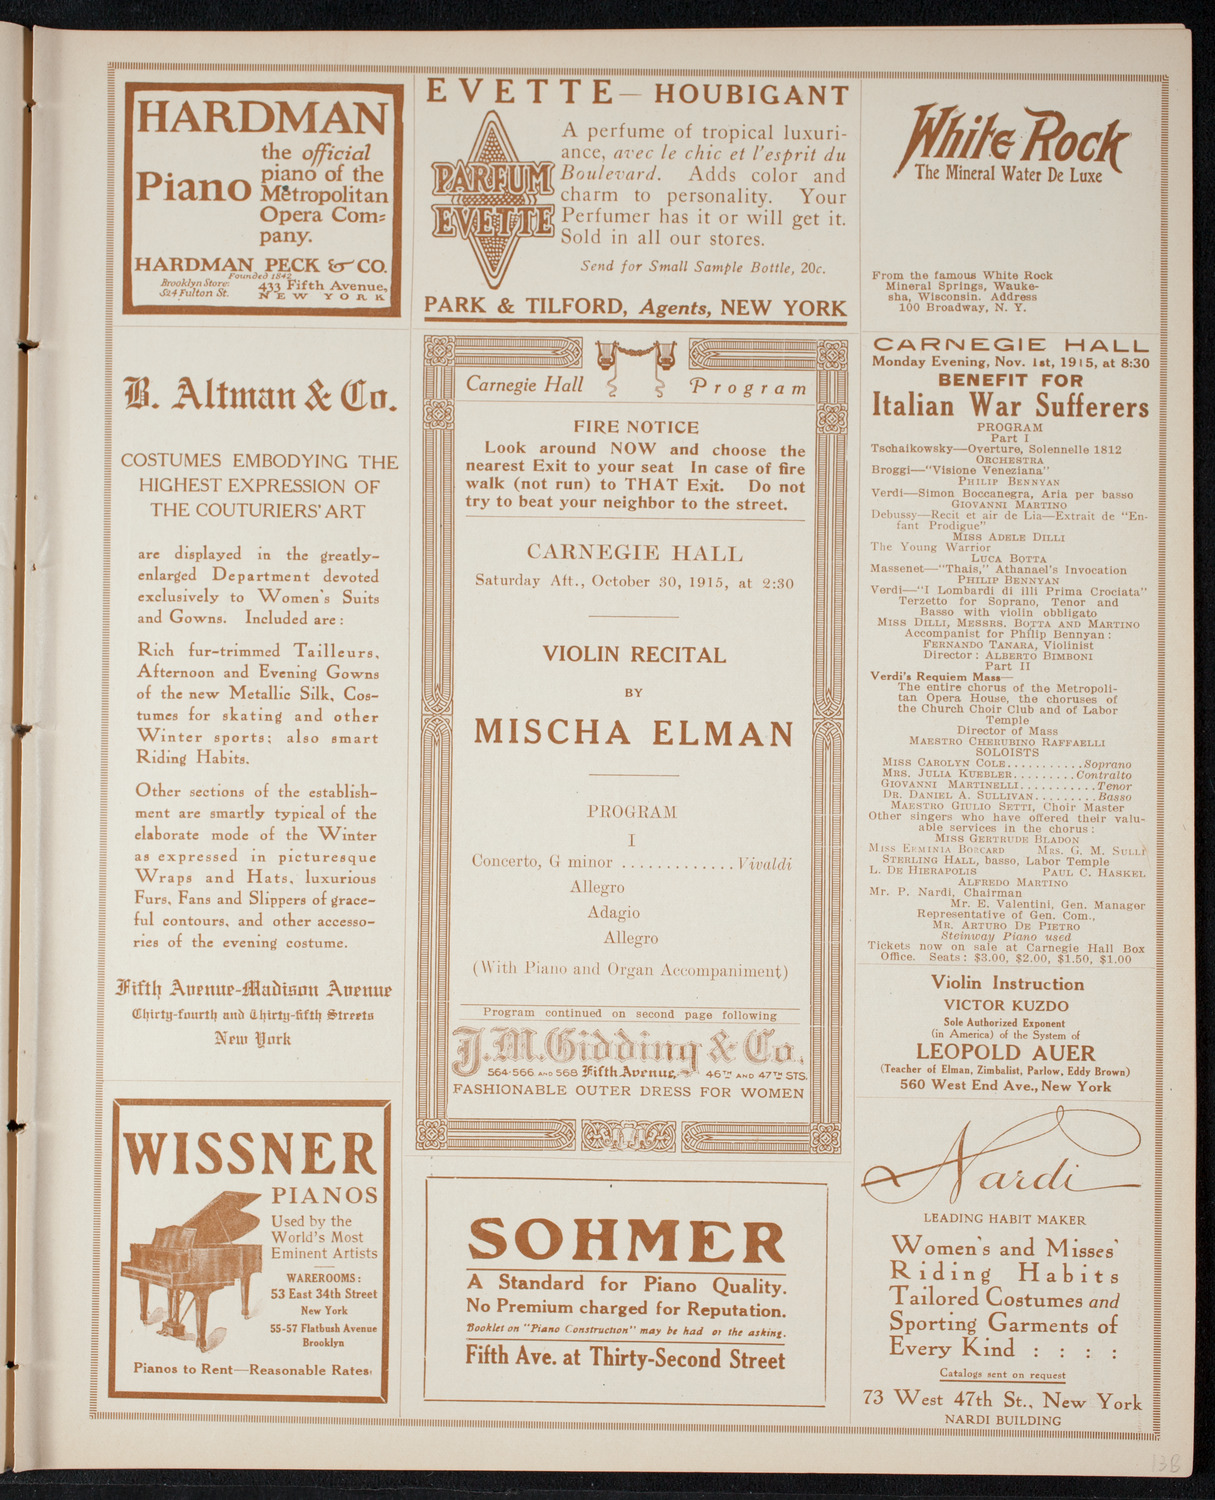 HARDMAN
Piano
the official
piano of the
Metropolitan
Opera Com=
pany.
HARDMAN PECK & CO.
Founded 1842
Brooklyn Store:
524 Fulton St.
433 Fifth Avenue,
NEW YORK
B. Altman & Co.
COSTUMES EMBODYING THE
HIGHEST EXPRESSION OF
THE COUTURIERS' ART
are displayed in the greatly-
enlarged Department devoted
exclusively to Women's Suits
and Gowns. Included are:
Rich fur-trimmed Tailleurs,
Afternoon and Evening Gowns
of the new Metallic Silk, Cos-
tumes for skating and other
Winter sports; also smart
Riding Habits.
Other sections of the establish-
ment are smartly typical of the
elaborate mode of the Winter
as expressed in picturesque
Wraps and Hats, luxurious
Furs, Fans and Slippers of grace-
ful contours, and other accesso-
ries of the evening costume.
Fifth Avenue-Madison Avenue
Thirty-fourth and Thirty-fifth Streets
New York
WISSNER
PIANOS
Used by the
World's Most
Eminent Artists
WAREROOMS:
53 East 34th Street
New York
55-57 Flatbush Avenue
Brooklyn
Pianos to Rent—Reasonable Rates.
EVETTE—HOUBIGANT
PARFUM
EVETTE
A perfume of tropical luxuri-
ance, avec le chic et l'esprit du
Boulevard. Adds color and
charm to personality. Your
Perfumer has it or will get it.
Sold in all our stores.
Send for Small Sample Bottle, 20c.
PARK & TILFORD, Agents, NEW YORK
Carnegie Hall Program
FIRE NOTICE
Look around NOW and choose the
nearest Exit to your seat In case of fire
walk (not run) to THAT Exit. Do not
try to beat your neighbor to the street.
CARNEGIE HALL
Saturday Aft., October 30, 1915, at 2:30
VIOLIN RECITAL
BY
MISCHA ELMAN
PROGRAM
I
Concerto, G minor .............Vivaldi
Allegro
Adagio
Allegro
(With Piano and Organ Accompaniment)
Program continued on second page following
J.M. Gidding & Co.
564-566 AND 568 Fifth Avenue 46TH AND 47TH STS.
FASHIONABLE OUTER DRESS FOR WOMEN
SOHMER
A Standard for Piano Quality.
No Premium charged for Reputation.
Booklet on "Piano Construction" may be had or the asking.
Fifth Ave. at Thirty-Second Street
White Rock
The Mineral Water De Luxe
From the famous White Rock
Mineral Springs, Wauke-
sha, Wisconsin. Address
100 Broadway, N. Y.
CARNEGIE HALL
Monday Evening, Nov. 1st, 1915, at 8:30
BENEFIT FOR
Italian War Sufferers
PROGRAM
Part I
Tschaikowsky—Overture, Solennelle 1812
ORCHESTRA
Broggi—"Visione Veneziana"
PHILIP BENNYAN
Verdi—Simon Boccanegra, Aria per basso
GIOVANNI MARTINO
Debussy—Recit et air de Lia—Extrait de "En-
fant Prodigue"
MISS ADELE DILLI
The Young Warrior
LUCA BOTTA
Massenet—"Thais," Athanael's Invocation
PHILIP BENNYAN
Verdi—"I Lombardi di illi Prima Crociata"
Terzetto for Soprano, Tenor and
Basso with violin obbligato
MISS DILLI, MESSRS. BOTTA AND MARTINO
Accompanist for Philip Bennyan:
FERNANDO TANARA, Violinist
Director: ALBERTO BIMBONI
Part II
Verdi's Requiem Mass—
The entire chorus of the Metropoli-
tan Opera House, the choruses of
the Church Choir Club and of Labor
Temple
Director of Mass
MAESTRO CHERUBINO RAFFAELLI
SOLOISTS
MISS CAROLYN COLE...........Soprano
MRS. JULIA KUEBLER.........Contralto
GIOVANNI MARTINELLI...........Tenor
DR. DANIEL A. SULLIVAN.........Basso
MAESTRO GIULIO SETTI, Choir Master
Other singers who have offered their valu-
able services in the chorus:
MISS GERTRUDE BLADON
MISS ERMINIA BORCARD MRS. G. M. SULLI
STERLING HALL, basso, Labor Temple
L. DE HIERAPOLIS PAUL C. HASKEL
ALFREDO MARTINO
Mr. P. Nardi, Chairman
Mr. E. Valentini, Gen. Manager
Representative of Gen. Com.,
MR. ARTURO DE PIETRO
Steinway Piano used
Tickets now on sale at Carnegie Hall Box
Office. Seats: $3.00, $2.00, $1.50, $1.00
Violin Instruction
VICTOR KUZDO
Sole Authorized Exponent
(in America) of the System of
LEOPOLD AUER
(Teacher of Elman, Zimbalist, Parlow, Eddy Brown)
560 West End Ave., New York
Nardi
LEADING HABIT MAKER
Women's and Misses'
Riding Habits
Tailored Costumes and
Sporting Garments of
Every Kind : : : :
Catalogs sent on request
73 West 47th St., New York
NARDI BUILDING
13B